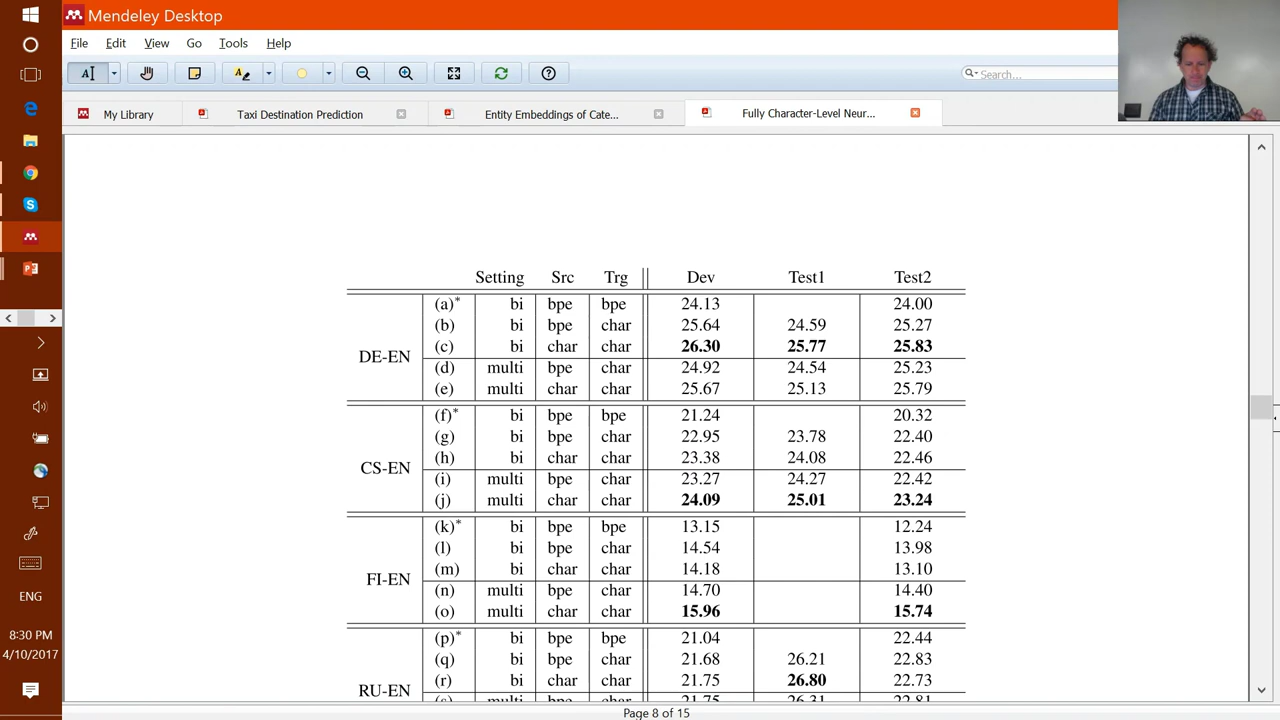 Mendeley Desktop
File Edit View Go Tools Help
Search...
My Library Taxi Destination Prediction Entity Embeddings of Cate... Fully Character-Level Neur...
Setting Src Trg Dev Test1 Test2
DE-EN
(a)* bi bpe bpe 24.13 24.00
(b) bi bpe char 25.64 24.59 25.27
(c) bi char char 26.30 25.77 25.83
(d) multi bpe char 24.92 24.54 25.23
(e) multi char char 25.67 25.13 25.79
CS-EN
(f)* bi bpe bpe 21.24 20.32
(g) bi bpe char 22.95 23.78 22.40
(h) bi char char 23.38 24.08 22.46
(i) multi bpe char 23.27 24.27 22.42
(j) multi char char 24.09 25.01 23.24
FI-EN
(k)* bi bpe bpe 13.15 12.24
(l) bi bpe char 14.54 13.98
(m) bi char char 14.18 13.10
(n) multi bpe char 14.70 14.40
(o) multi char char 15.96 15.74
RU-EN
(p)* bi bpe bpe 21.04 22.44
(q) bi bpe char 21.68 26.21 22.83
(r) bi char char 21.75 26.80 22.73
(s) multi bpe char 21.75 26.31 22.81
Page 8 of 15
ENG
8:30 PM
4/10/2017